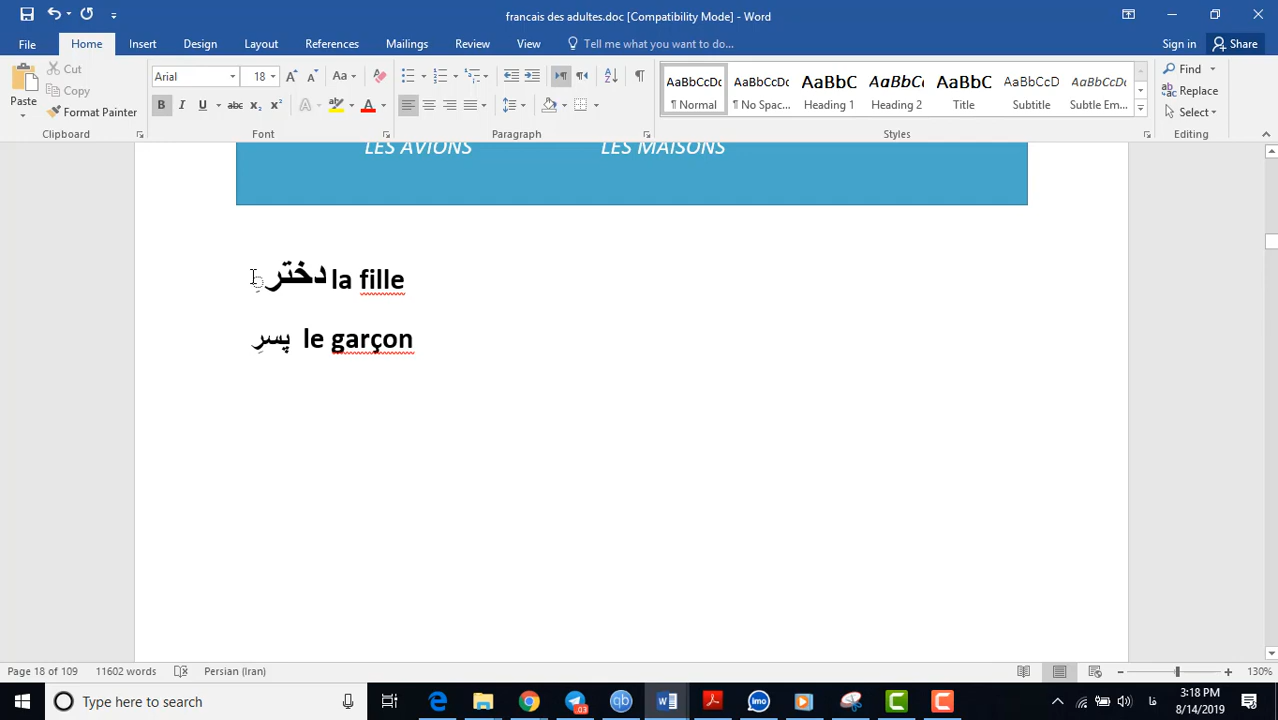 francais des adultes.doc [Compatibility Mode] - Word
File Home Insert Design Layout References Mailings Review View Tell me what you want to do... Sign in Share
Cut
Copy
Format Painter
Paste
Clipboard
Arial 18
Font
Paragraph
AaBbCcDc AaBbCcDc AaBbC AaBbCc AaBbC AaBbCcD AaBbCcDc
¶ Normal ¶ No Spac... Heading 1 Heading 2 Title Subtitle Subtle Em...
Styles
Find
Replace
Select
Editing
LES AVIONS LES MAISONS
دخترِ la fille
پسرِ le garçon
Page 18 of 109 11602 words Persian (Iran) 130%
Type here to search
فا 3:18 PM
8/14/2019